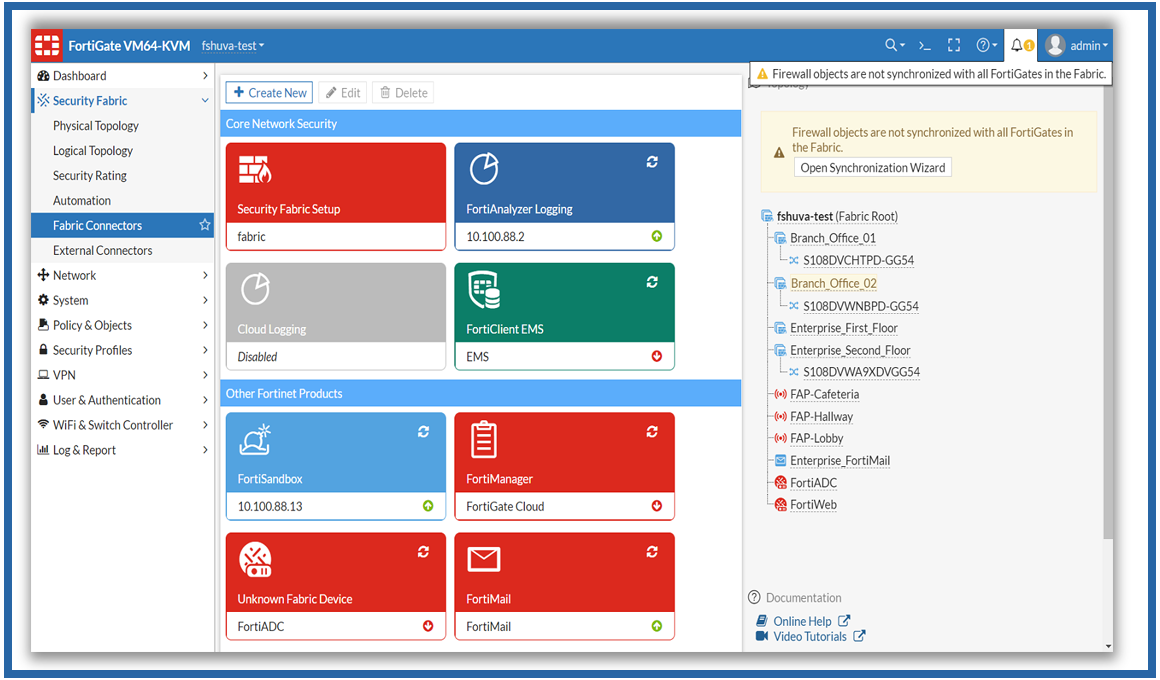 FortiGate VM64-KVM
fshuva-test
1
admin
Firewall objects are not synchronized with all FortiGates in the Fabric.
Dashboard
Security Fabric
Physical Topology
Logical Topology
Security Rating
Automation
Fabric Connectors
External Connectors
Network
System
Policy & Objects
Security Profiles
VPN
User & Authentication
WiFi & Switch Controller
Log & Report
Create New
Edit
Delete
Core Network Security
Security Fabric Setup
fabric
FortiAnalyzer Logging
10.100.88.2
Cloud Logging
Disabled
FortiClient EMS
EMS
Other Fortinet Products
FortiSandbox
10.100.88.13
FortiManager
FortiGate Cloud
Unknown Fabric Device
FortiADC
FortiMail
FortiMail
Topology
Firewall objects are not synchronized with all FortiGates in
the Fabric.
Open Synchronization Wizard
fshuva-test (Fabric Root)
Branch_Office_01
S108DVCHTPD-GG54
Branch_Office_02
S108DVWNBPD-GG54
Enterprise_First_Floor
Enterprise_Second_Floor
S108DVWA9XDVGG54
FAP-Cafeteria
FAP-Hallway
FAP-Lobby
Enterprise_FortiMail
FortiADC
FortiWeb
Documentation
Online Help
Video Tutorials